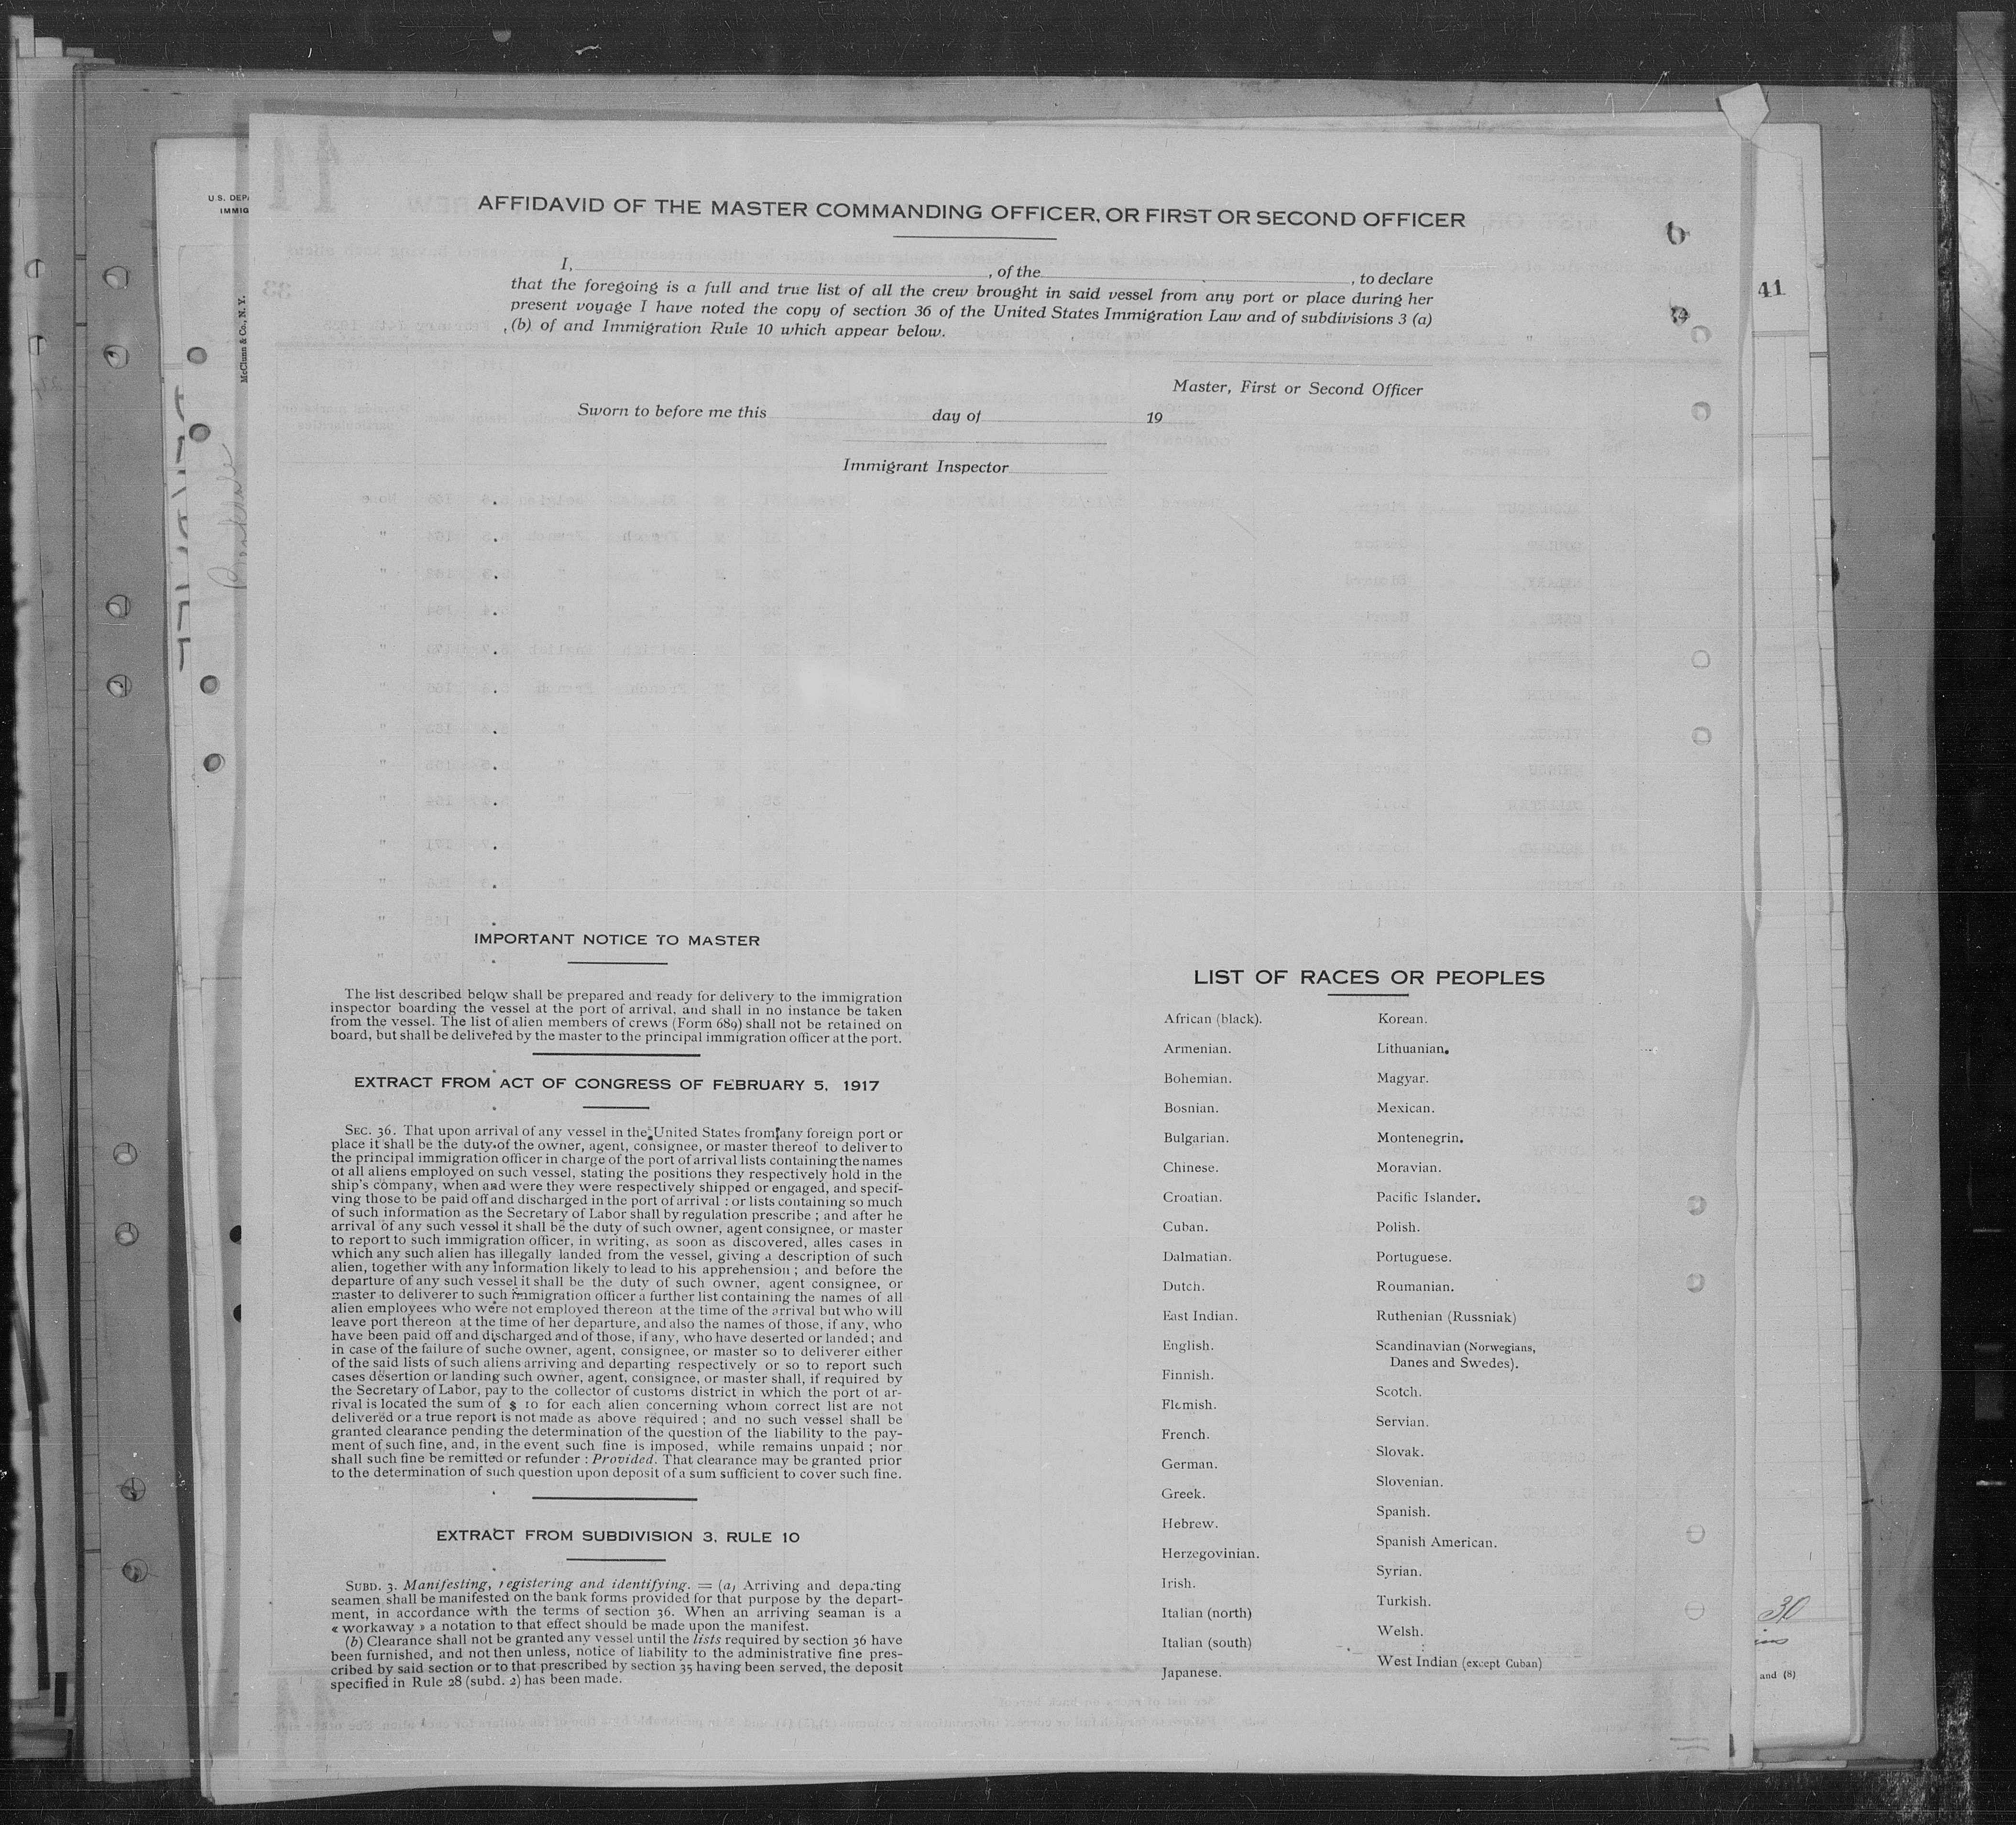 U.S. DEPA
IMMIG
McClunn & Co., N.Y.
AFFIDAVID OF THE MASTER COMMANDING OFFICER, OR FIRST OR SECOND OFFICER
I, , of the , to declare
that the foregoing is a full and true list of all the crew brought in said vessel from any port or place during her
present voyage I have noted the copy of section 36 of the United States Immigration Law and of subdivisions 3 (a)
(b) of and Immigration Rule 10 which appear below.
Master, First or Second Officer
Sworn to before me this day of 19
Immigrant Inspector
41
IMPORTANT NOTICE TO MASTER
The list described below shall be prepared and ready for delivery to the immigration
inspector boarding the vessel at the port of arrival, and shall in no instance be taken
from the vessel. The list of alien members of crews (Form 689) shall not be retained on
board, but shall be delivered by the master to the principal immigration officer at the port.
EXTRACT FROM ACT OF CONGRESS OF FEBRUARY 5, 1917
SEC. 36. That upon arrival of any vessel in the United States from any foreign port or
place it shall be the duty of the owner, agent, consignee, or master thereof to deliver to
the principal immigration officer in charge of the port of arrival lists containing the names
of all aliens employed on such vessel, stating the positions they respectively hold in the
ship's company, when and were they were respectively shipped or engaged, and specif-
ving those to be paid off and discharged in the port of arrival : or lists containing so much
of such information as the Secretary of Labor shall by regulation prescribe ; and after he
arrival of any such vessel it shall be the duty of such owner, agent consignee, or master
to report to such immigration officer, in writing, as soon as discovered, alles cases in
which any such alien has illegally landed from the vessel, giving a description of such
alien, together with any information likely to lead to his apprehension ; and before the
departure of any such vessel it shall be the duty of such owner, agent consignee, or
master to deliverer to such immigration officer a further list containing the names of all
alien employees who were not employed thereon at the time of the arrival but who will
leave port thereon at the time of her departure, and also the names of those, if any, who
have been paid off and discharged and of those, if any, who have deserted or landed ; and
in case of the failure of suche owner, agent, consignee, or master so to deliverer either
of the said lists of such aliens arriving and departing respectively or so to report such
cases desertion or landing such owner, agent, consignee, or master shall, if required by
the Secretary of Labor, pay to the collector of customs district in which the port of ar-
rival is located the sum of $ 10 for each alien concerning whom correct list are not
delivered or a true report is not made as above required ; and no such vessel shall be
granted clearance pending the determination of the question of the liability to the pay-
ment of such fine, and, in the event such fine is imposed, while remains unpaid ; nor
shall such fine be remitted or refunder : Provided. That clearance may be granted prior
to the determination of such question upon deposit of a sum sufficient to cover such fine.
EXTRACT FROM SUBDIVISION 3, RULE 10
SUBD. 3. Manifesting, registering and identifying. = (a) Arriving and departing
seamen shall be manifested on the bank forms provided for that purpose by the depart-
ment, in accordance with the terms of section 36. When an arriving seaman is a
« workaway » a notation to that effect should be made upon the manifest.
(b) Clearance shall not be granted any vessel until the lists required by section 36 have
been furnished, and not then unless, notice of liability to the administrative fine pres-
cribed by said section or to that prescribed by section 35 having been served, the deposit
specified in Rule 28 (subd. 2) has been made.
LIST OF RACES OR PEOPLES
African (black).
Armenian.
Bohemian.
Bosnian.
Bulgarian.
Chinese.
Croatian.
Cuban.
Dalmatian.
Dutch.
East Indian.
English.
Finnish.
Flemish.
French.
German.
Greek.
Hebrew.
Herzegovinian.
Irish.
Italian (north)
Italian (south)
Japanese.
Korean.
Lithuanian.
Magyar.
Mexican.
Montenegrin.
Moravian.
Pacific Islander.
Polish.
Portuguese.
Roumanian.
Ruthenian (Russniak)
Scandinavian (Norwegians,
Danes and Swedes).
Scotch.
Servian.
Slovak.
Slovenian.
Spanish.
Spanish American.
Syrian.
Turkish.
Welsh.
West Indian (except Cuban)
30
and (8)